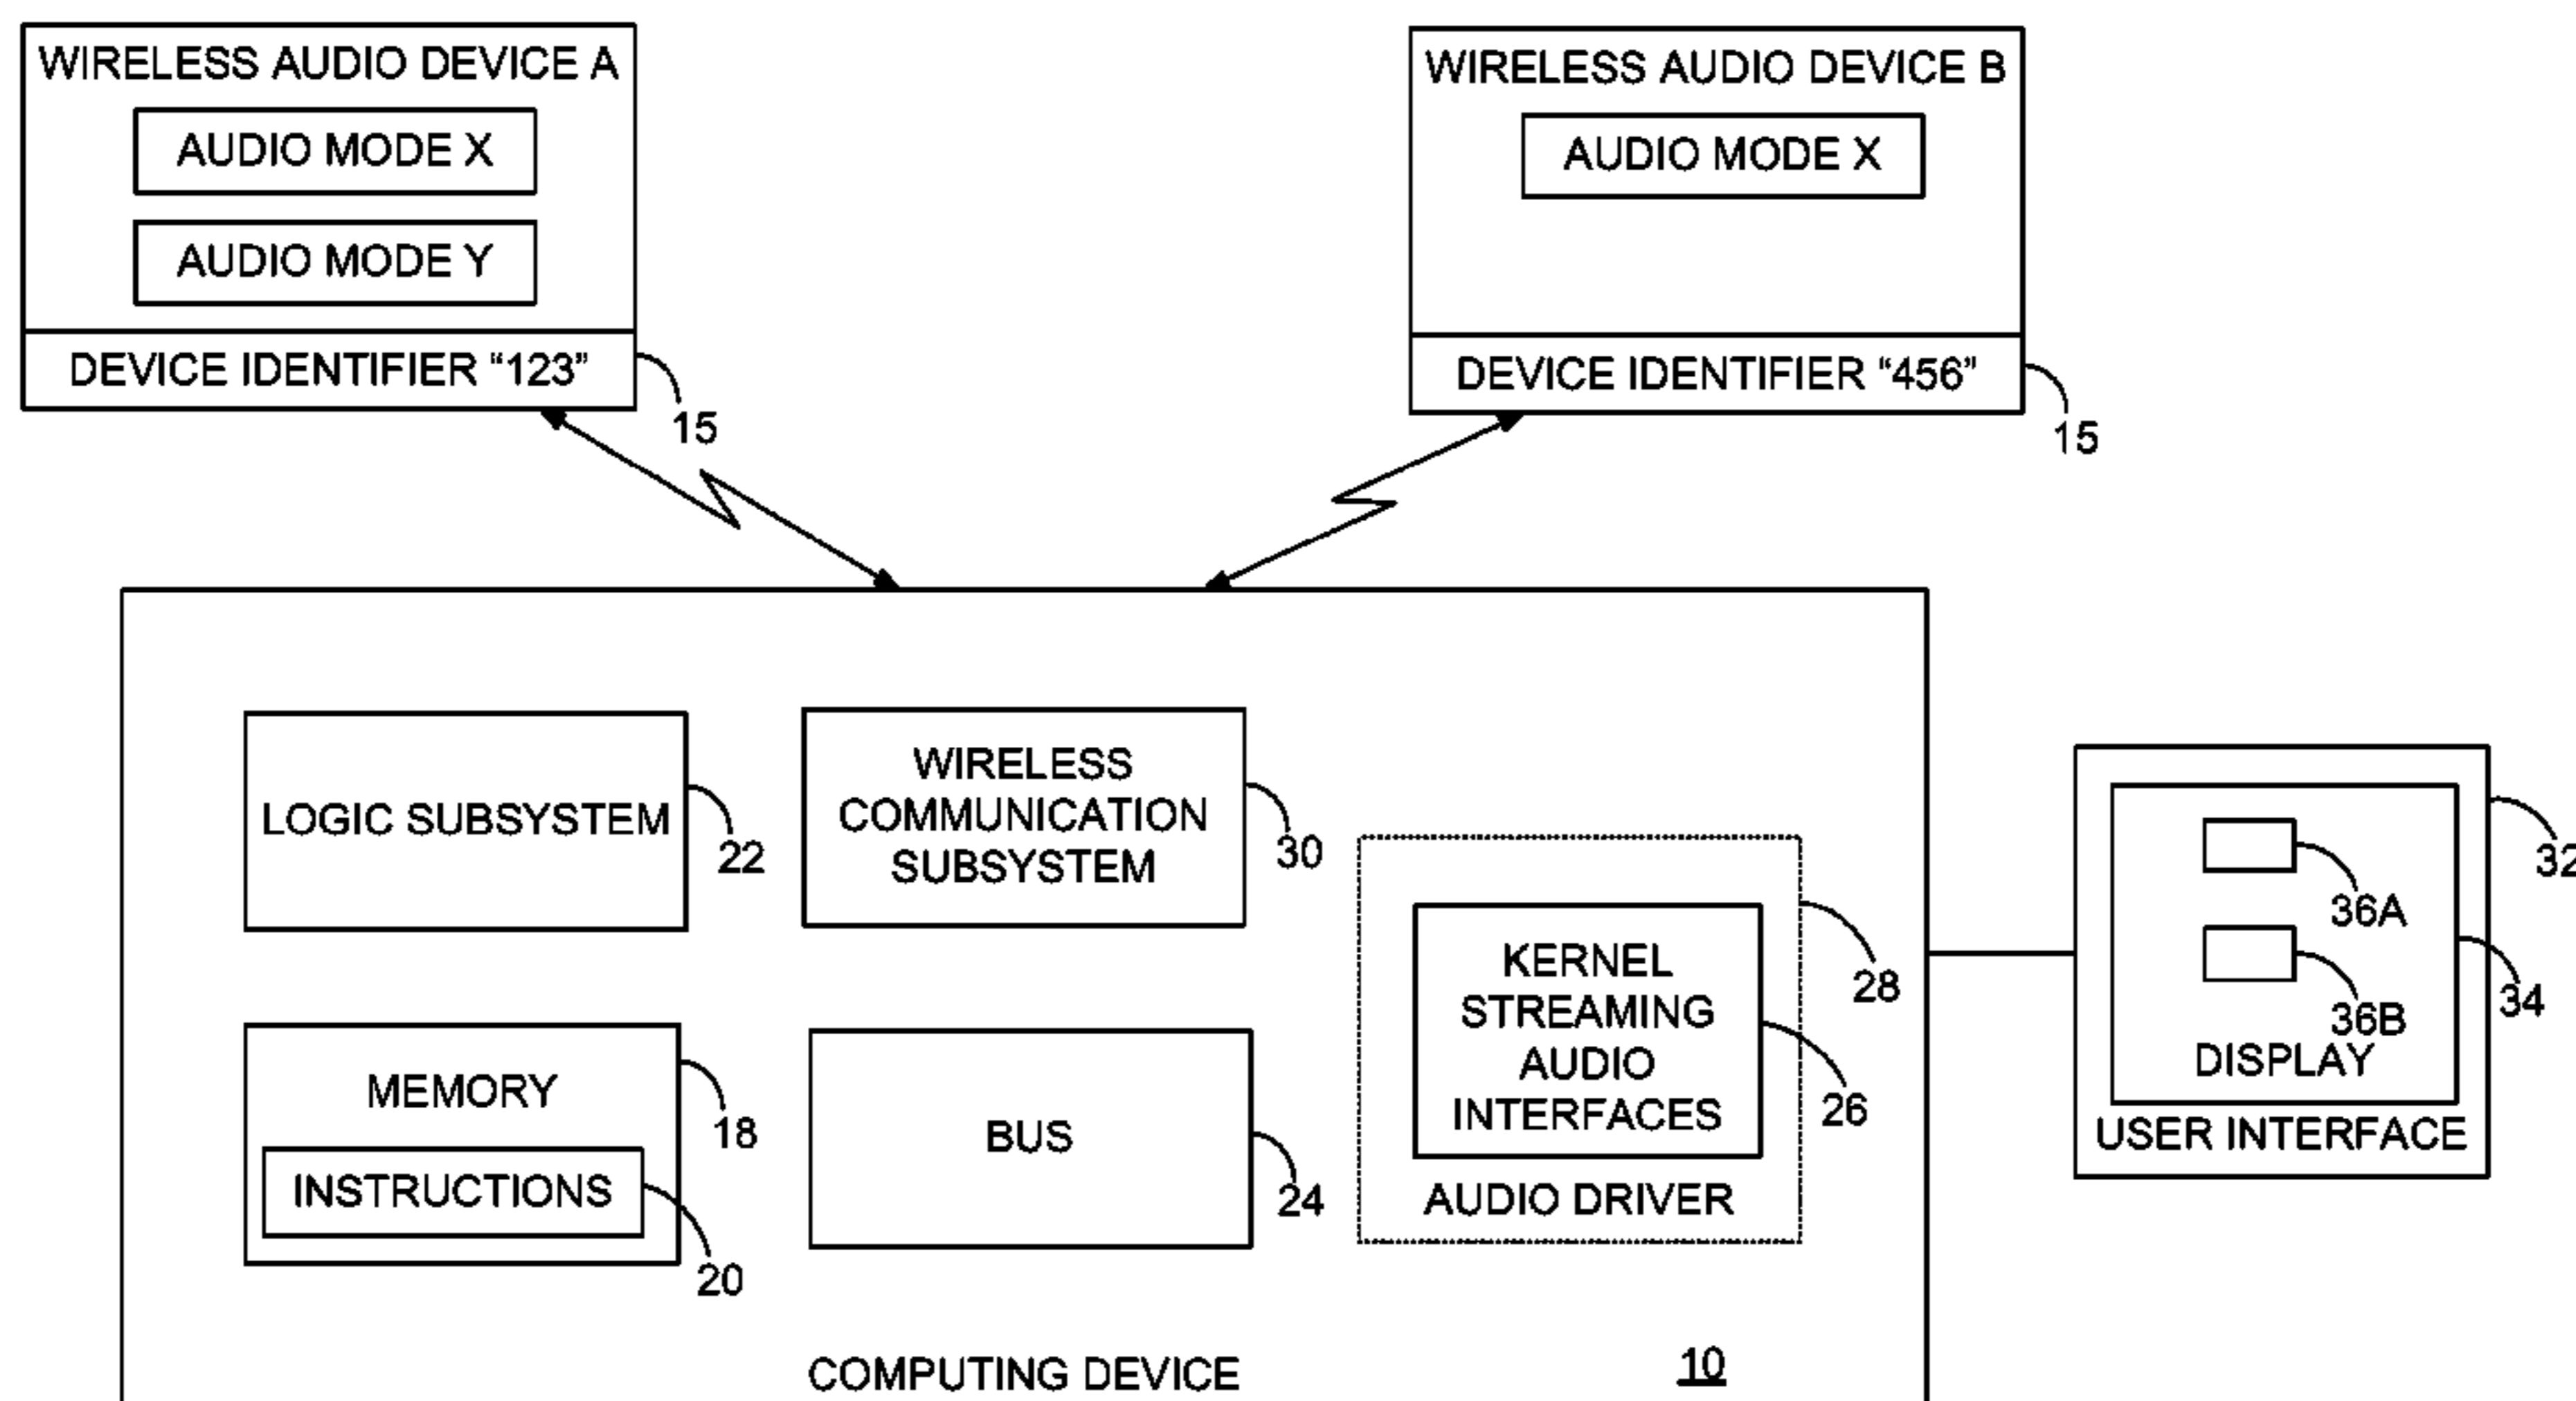 WIRELESS AUDIO DEVICE A
AUDIO MODE X
AUDIO MODE Y
DEVICE IDENTIFIER “123”
15
WIRELESS AUDIO DEVICE B
AUDIO MODE X
DEVICE IDENTIFIER “456”
15
LOGIC SUBSYSTEM
22
WIRELESS
COMMUNICATION
SUBSYSTEM
30
MEMORY
18
INSTRUCTIONS
20
BUS
24
KERNEL
STREAMING
AUDIO
INTERFACES
26
AUDIO DRIVER
28
COMPUTING DEVICE
10
36A
36B
DISPLAY
34
USER INTERFACE
32